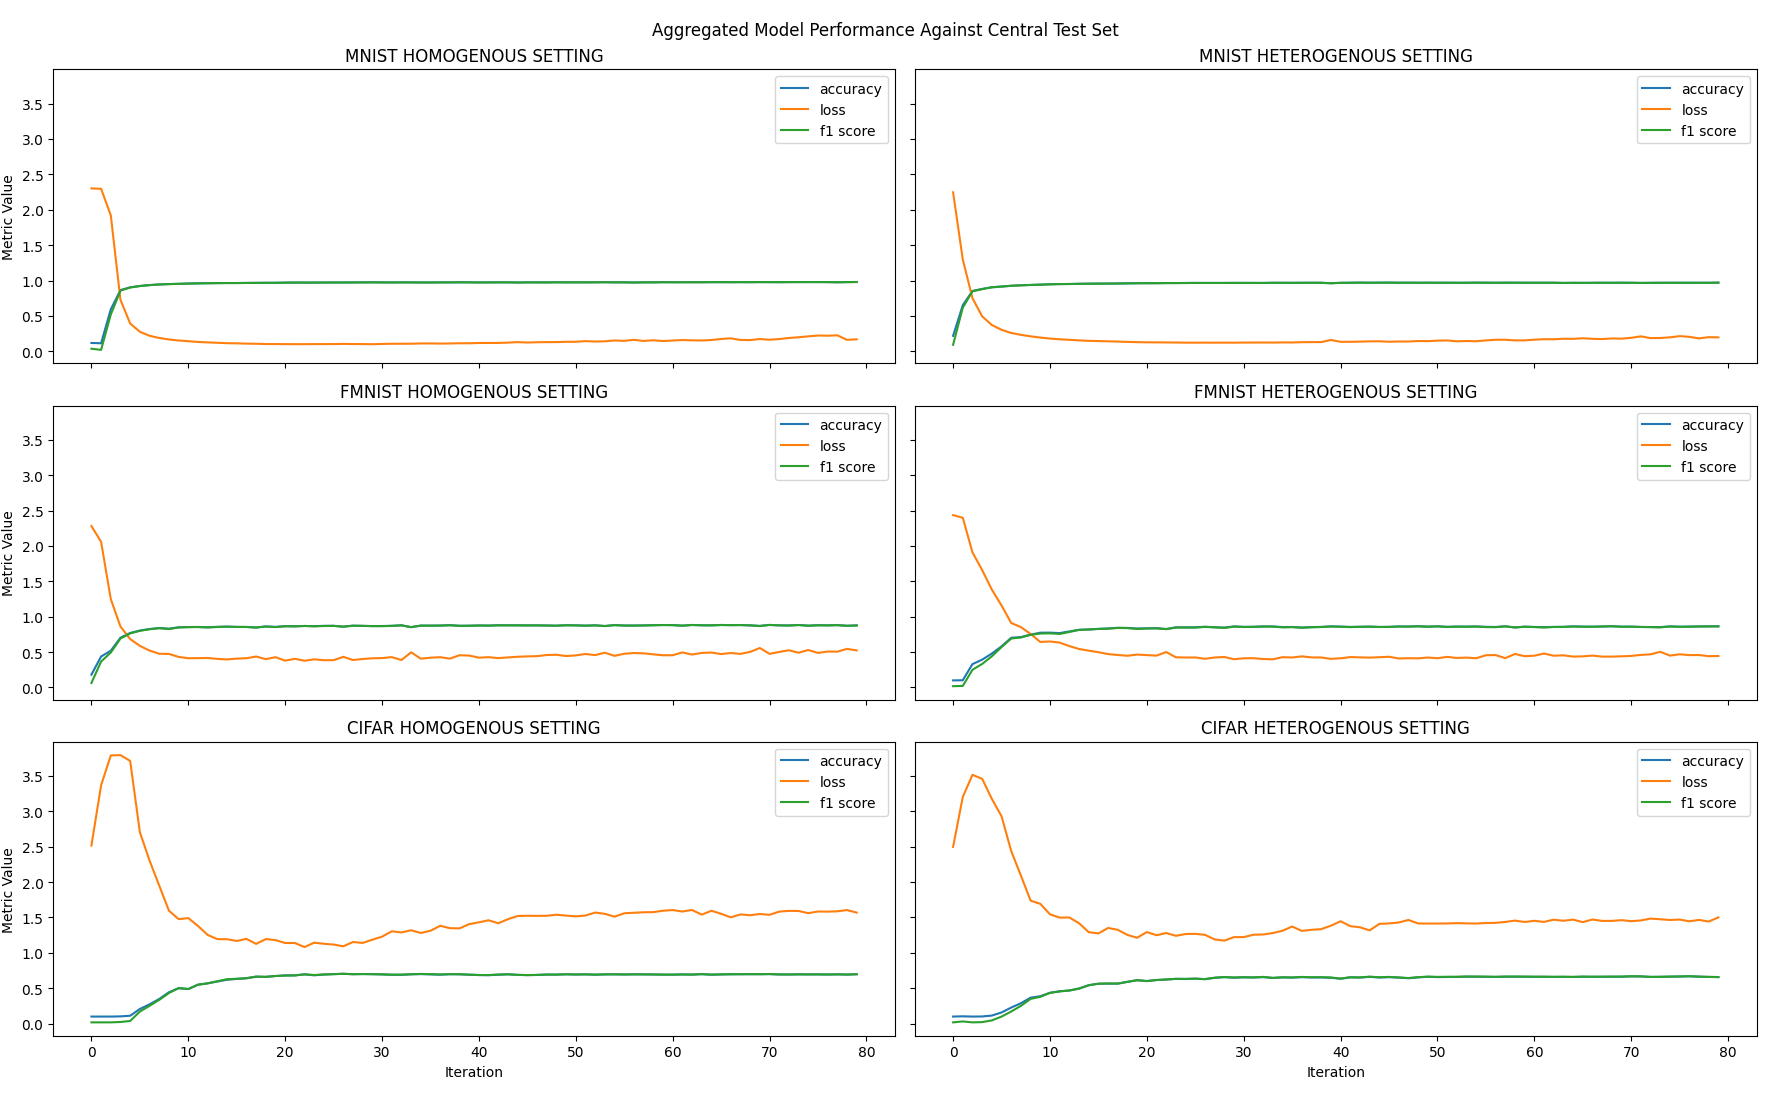 Aggregated Model Performance Against Central Test Set
MNIST HOMOGENOUS SETTING
Metric Value
3.5
3.0
2.5
2.0
1.5
1.0
0.5
0.0
accuracy
loss
f1 score
MNIST HETEROGENOUS SETTING
accuracy
loss
f1 score
FMNIST HOMOGENOUS SETTING
Metric Value
3.5
3.0
2.5
2.0
1.5
1.0
0.5
0.0
accuracy
loss
f1 score
FMNIST HETEROGENOUS SETTING
accuracy
loss
f1 score
CIFAR HOMOGENOUS SETTING
Metric Value
3.5
3.0
2.5
2.0
1.5
1.0
0.5
0.0
accuracy
loss
f1 score
0 10 20 30 40 50 60 70 80
Iteration
CIFAR HETEROGENOUS SETTING
accuracy
loss
f1 score
0 10 20 30 40 50 60 70 80
Iteration